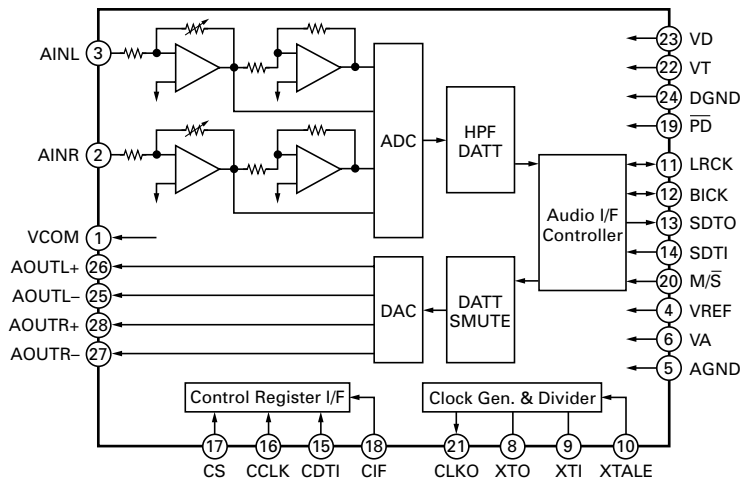 AINL 3
AINR 2
VCOM 1
AOUTL+ 26
AOUTL– 25
AOUTR+ 28
AOUTR– 27
ADC
HPF
DATT
Audio I/F
Controller
DAC
DATT
SMUTE
23 VD
22 VT
24 DGND
19 P̅D̅
11 LRCK
12 BICK
13 SDTO
14 SDTI
20 M/S̅
4 VREF
6 VA
5 AGND
Control Register I/F
Clock Gen. & Divider
17 16 15 18 21 8 9 10
CS CCLK CDTI CIF CLKO XTO XTI XTALE